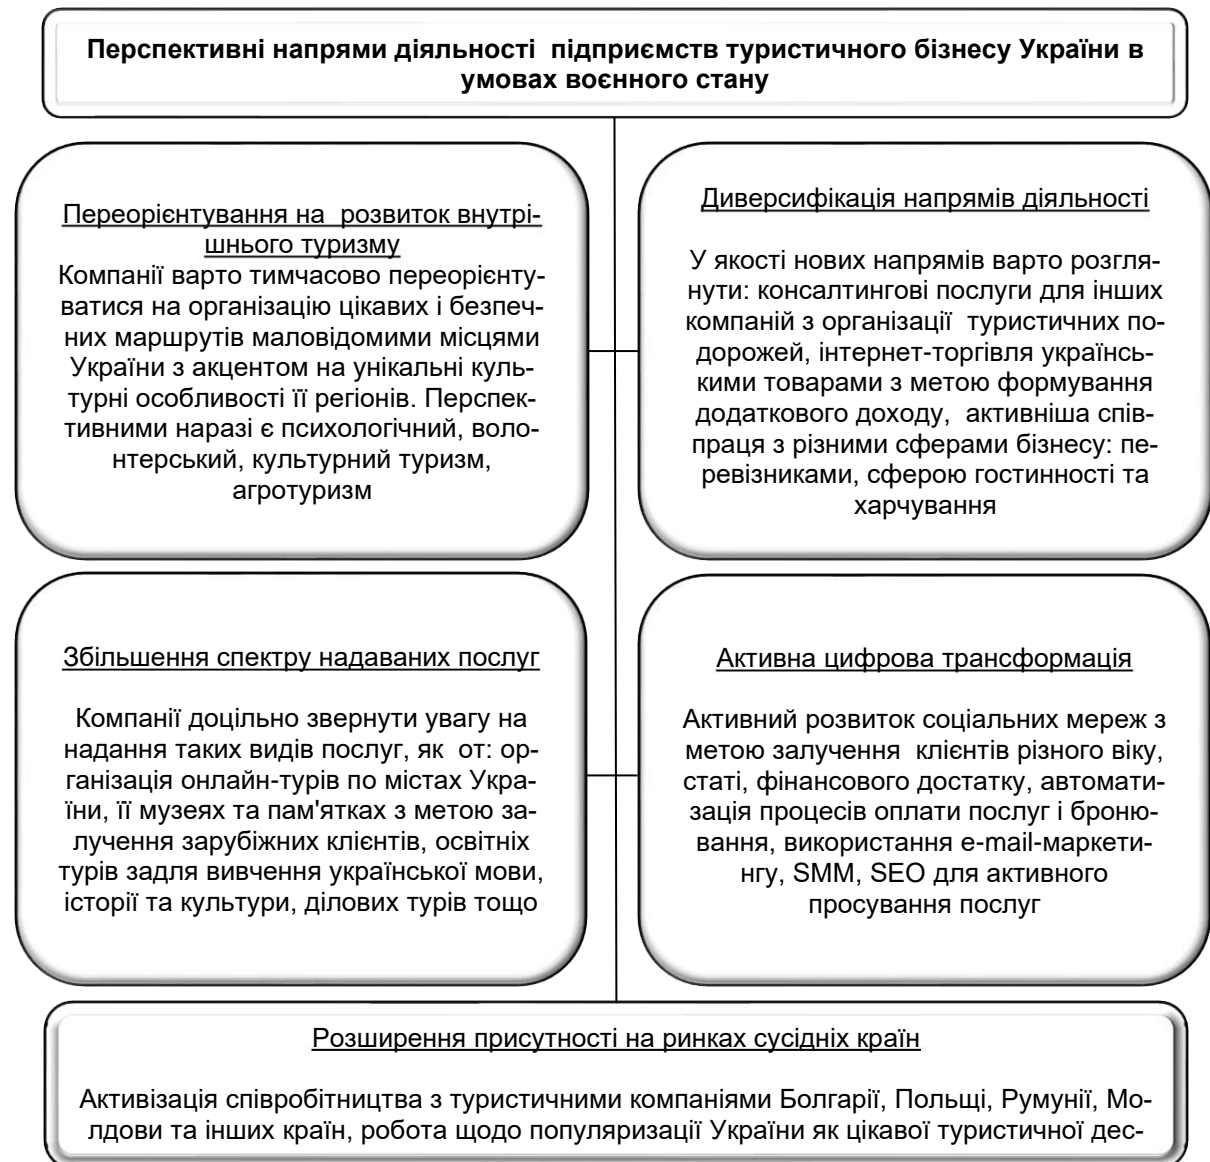 Перспективні напрями діяльності підприємств туристичного бізнесу України в
умовах воєнного стану
Переорієнтування на розвиток внутрі-
шнього туризму
Компанії варто тимчасово переорієнту-
ватися на організацію цікавих і безпеч-
них маршрутів маловідомими місцями
України з акцентом на унікальні куль-
турні особливості її регіонів. Перспек-
тивними наразі є психологічний, воло-
нтерський, культурний туризм,
агротуризм
Диверсифікація напрямів діяльності
У якості нових напрямів варто розгля-
нути: консалтингові послуги для інших
компаній з організації туристичних по-
дорожей, інтернет-торгівля українсь-
кими товарами з метою формування
додаткового доходу, активніша спів-
праця з різними сферами бізнесу: пе-
ревізниками, сферою гостинності та
харчування
Збільшення спектру надаваних послуг
Компанії доцільно звернути увагу на
надання таких видів послуг, як от: ор-
ганізація онлайн-турів по містах Укра-
їни, її музеях та пам'ятках з метою за-
лучення зарубіжних клієнтів, освітніх
турів задля вивчення української мови,
історії та культури, ділових турів тощо
Активна цифрова трансформація
Активний розвиток соціальних мереж з
метою залучення клієнтів різного віку,
статі, фінансового достатку, автомати-
зація процесів оплати послуг і броню-
вання, використання e-mail-маркети-
нгу, SMM, SEO для активного
просування послуг
Розширення присутності на ринках сусідніх країн
Активізація співробітництва з туристичними компаніями Болгарії, Польщі, Румунії, Мо-
лдови та інших країн, робота щодо популяризації України як цікавої туристичної дес-